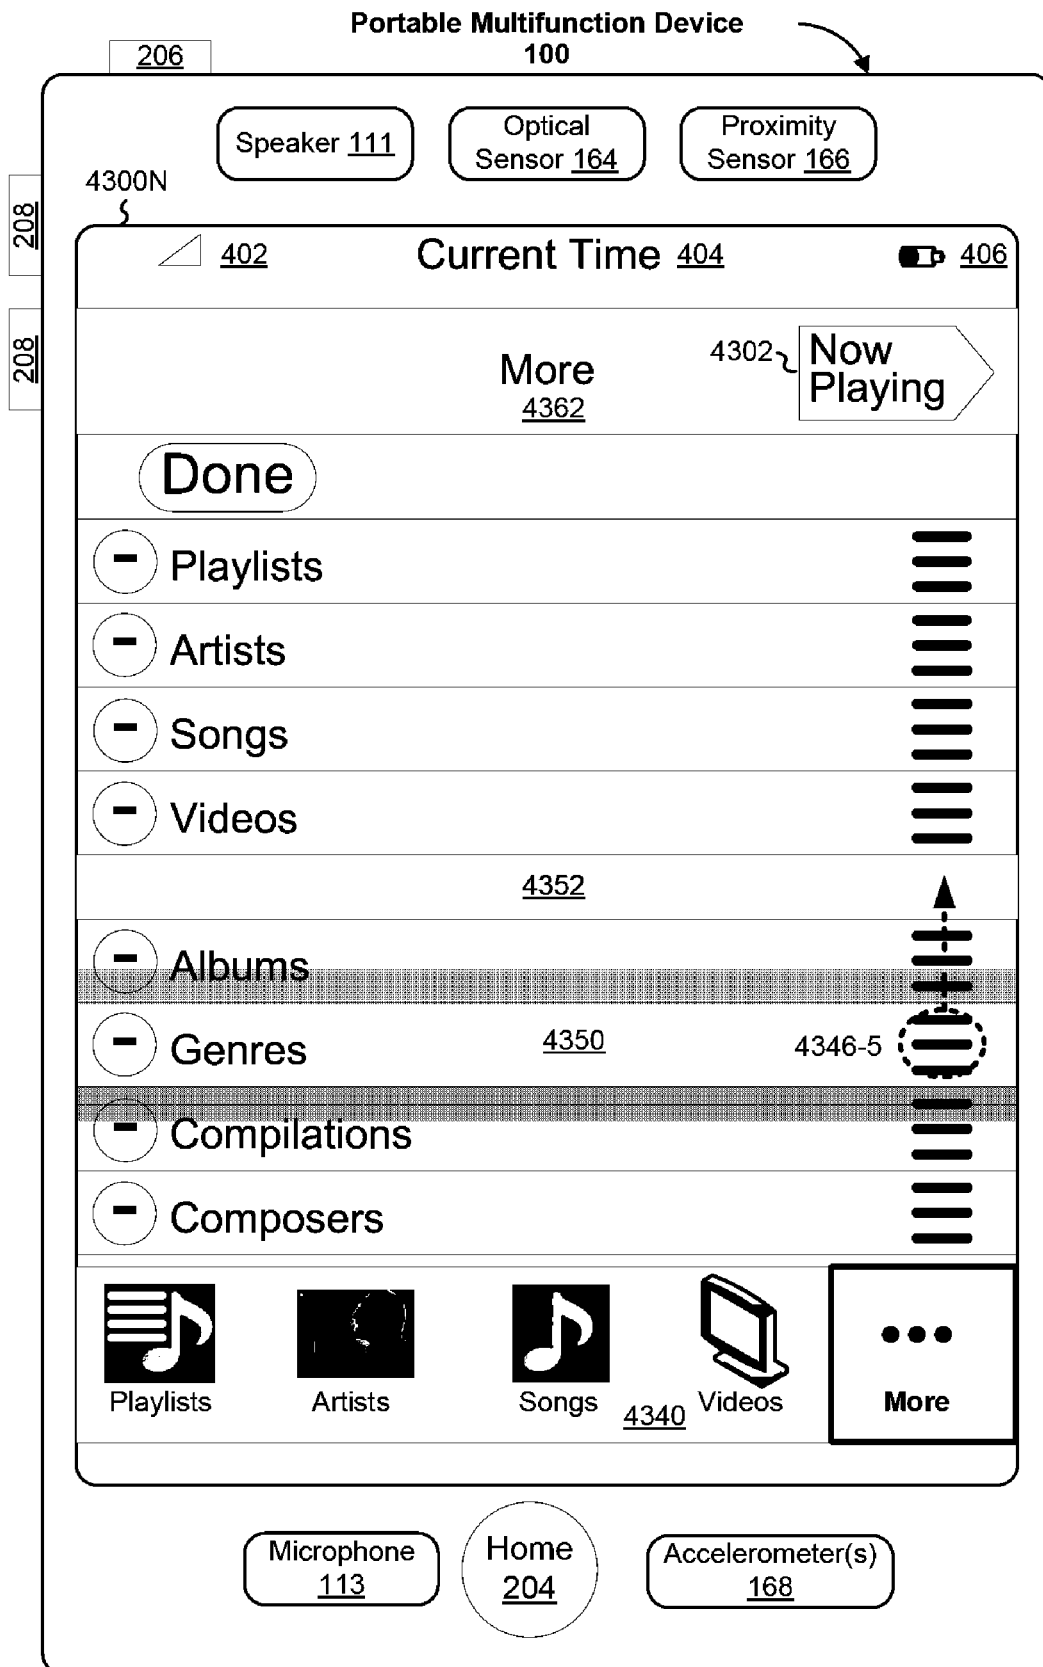 Portable Multifunction Device
100
206
Speaker 111
Optical
Sensor 164
Proximity
Sensor 166
4300N
208
208
402
Current Time 404
406
More
4362
4302
Now
Playing
Done
- Playlists
- Artists
- Songs
- Videos
4352
- Albums
- Genres
4350
4346-5
- Compilations
- Composers
Playlists
Artists
Songs
4340
Videos
More
Microphone
113
Home
204
Accelerometer(s)
168